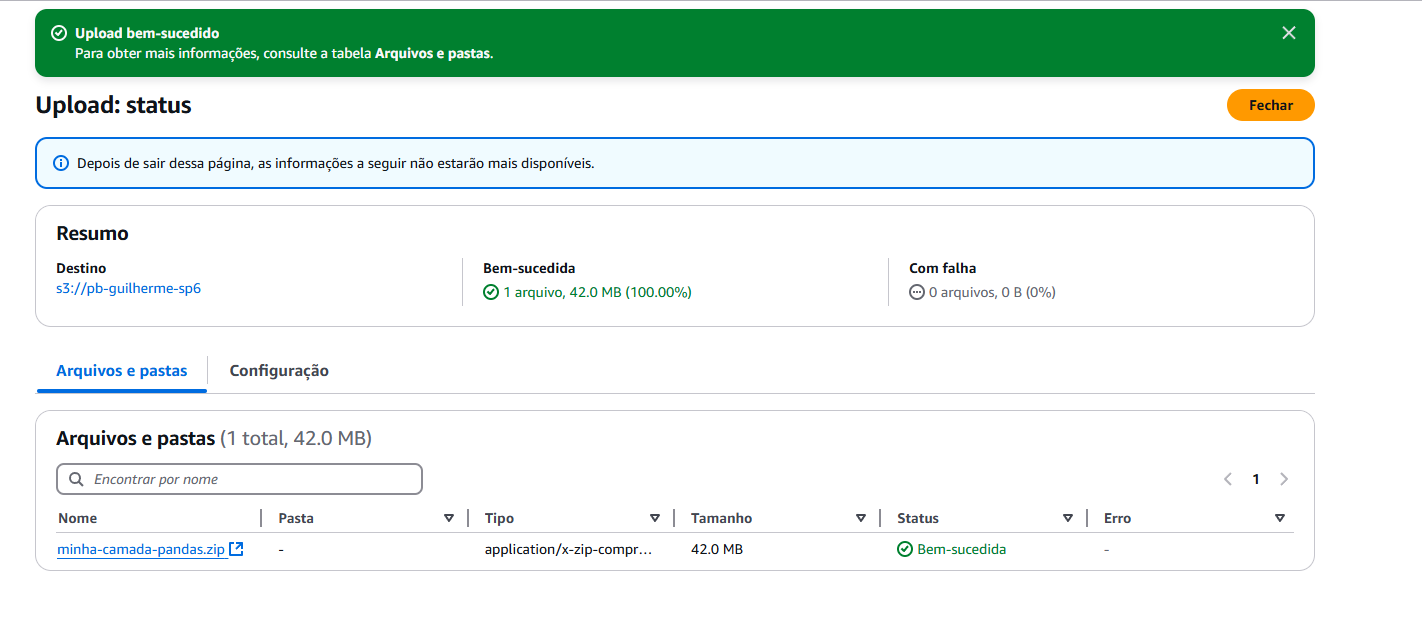 Upload bem-sucedido
Para obter mais informações, consulte a tabela Arquivos e pastas.
Upload: status
Fechar
Depois de sair dessa página, as informações a seguir não estarão mais disponíveis.
Resumo
Destino
s3://pb-guilherme-sp6
Bem-sucedida
1 arquivo, 42.0 MB (100.00%)
Com falha
0 arquivos, 0 B (0%)
Arquivos e pastas
Configuração
Arquivos e pastas (1 total, 42.0 MB)
Encontrar por nome
1
Nome Pasta Tipo Tamanho Status Erro
minha-camada-pandas.zip - application/x-zip-compr... 42.0 MB Bem-sucedida -